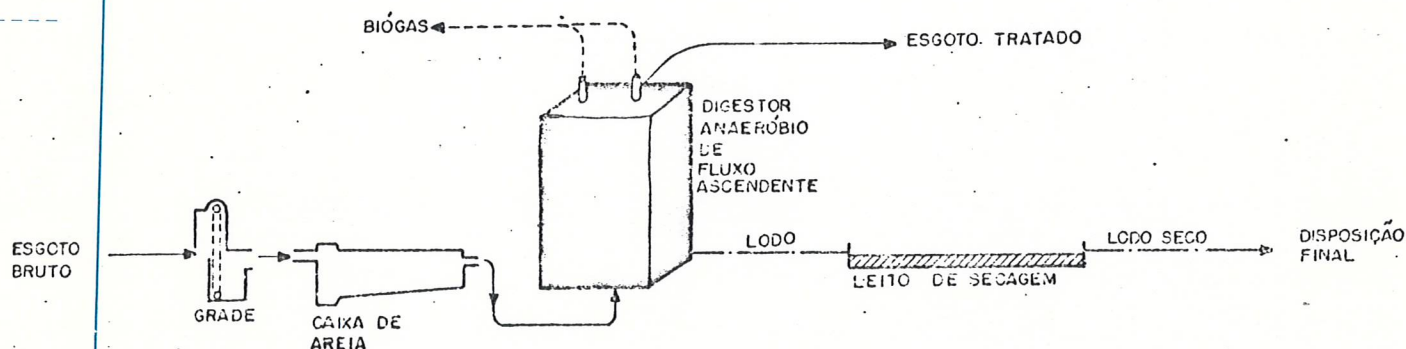 BIÓGAS
ESGOTO. TRATADO
DIGESTOR
ANAERÓBIO
DE
FLUXO
ASCENDENTE
ESGOTO
BRUTO
GRADE
CAIXA DE
AREIA
LODO
LEITO DE SECAGEM
LODO SECO
DISPOSIÇÃO
FINAL